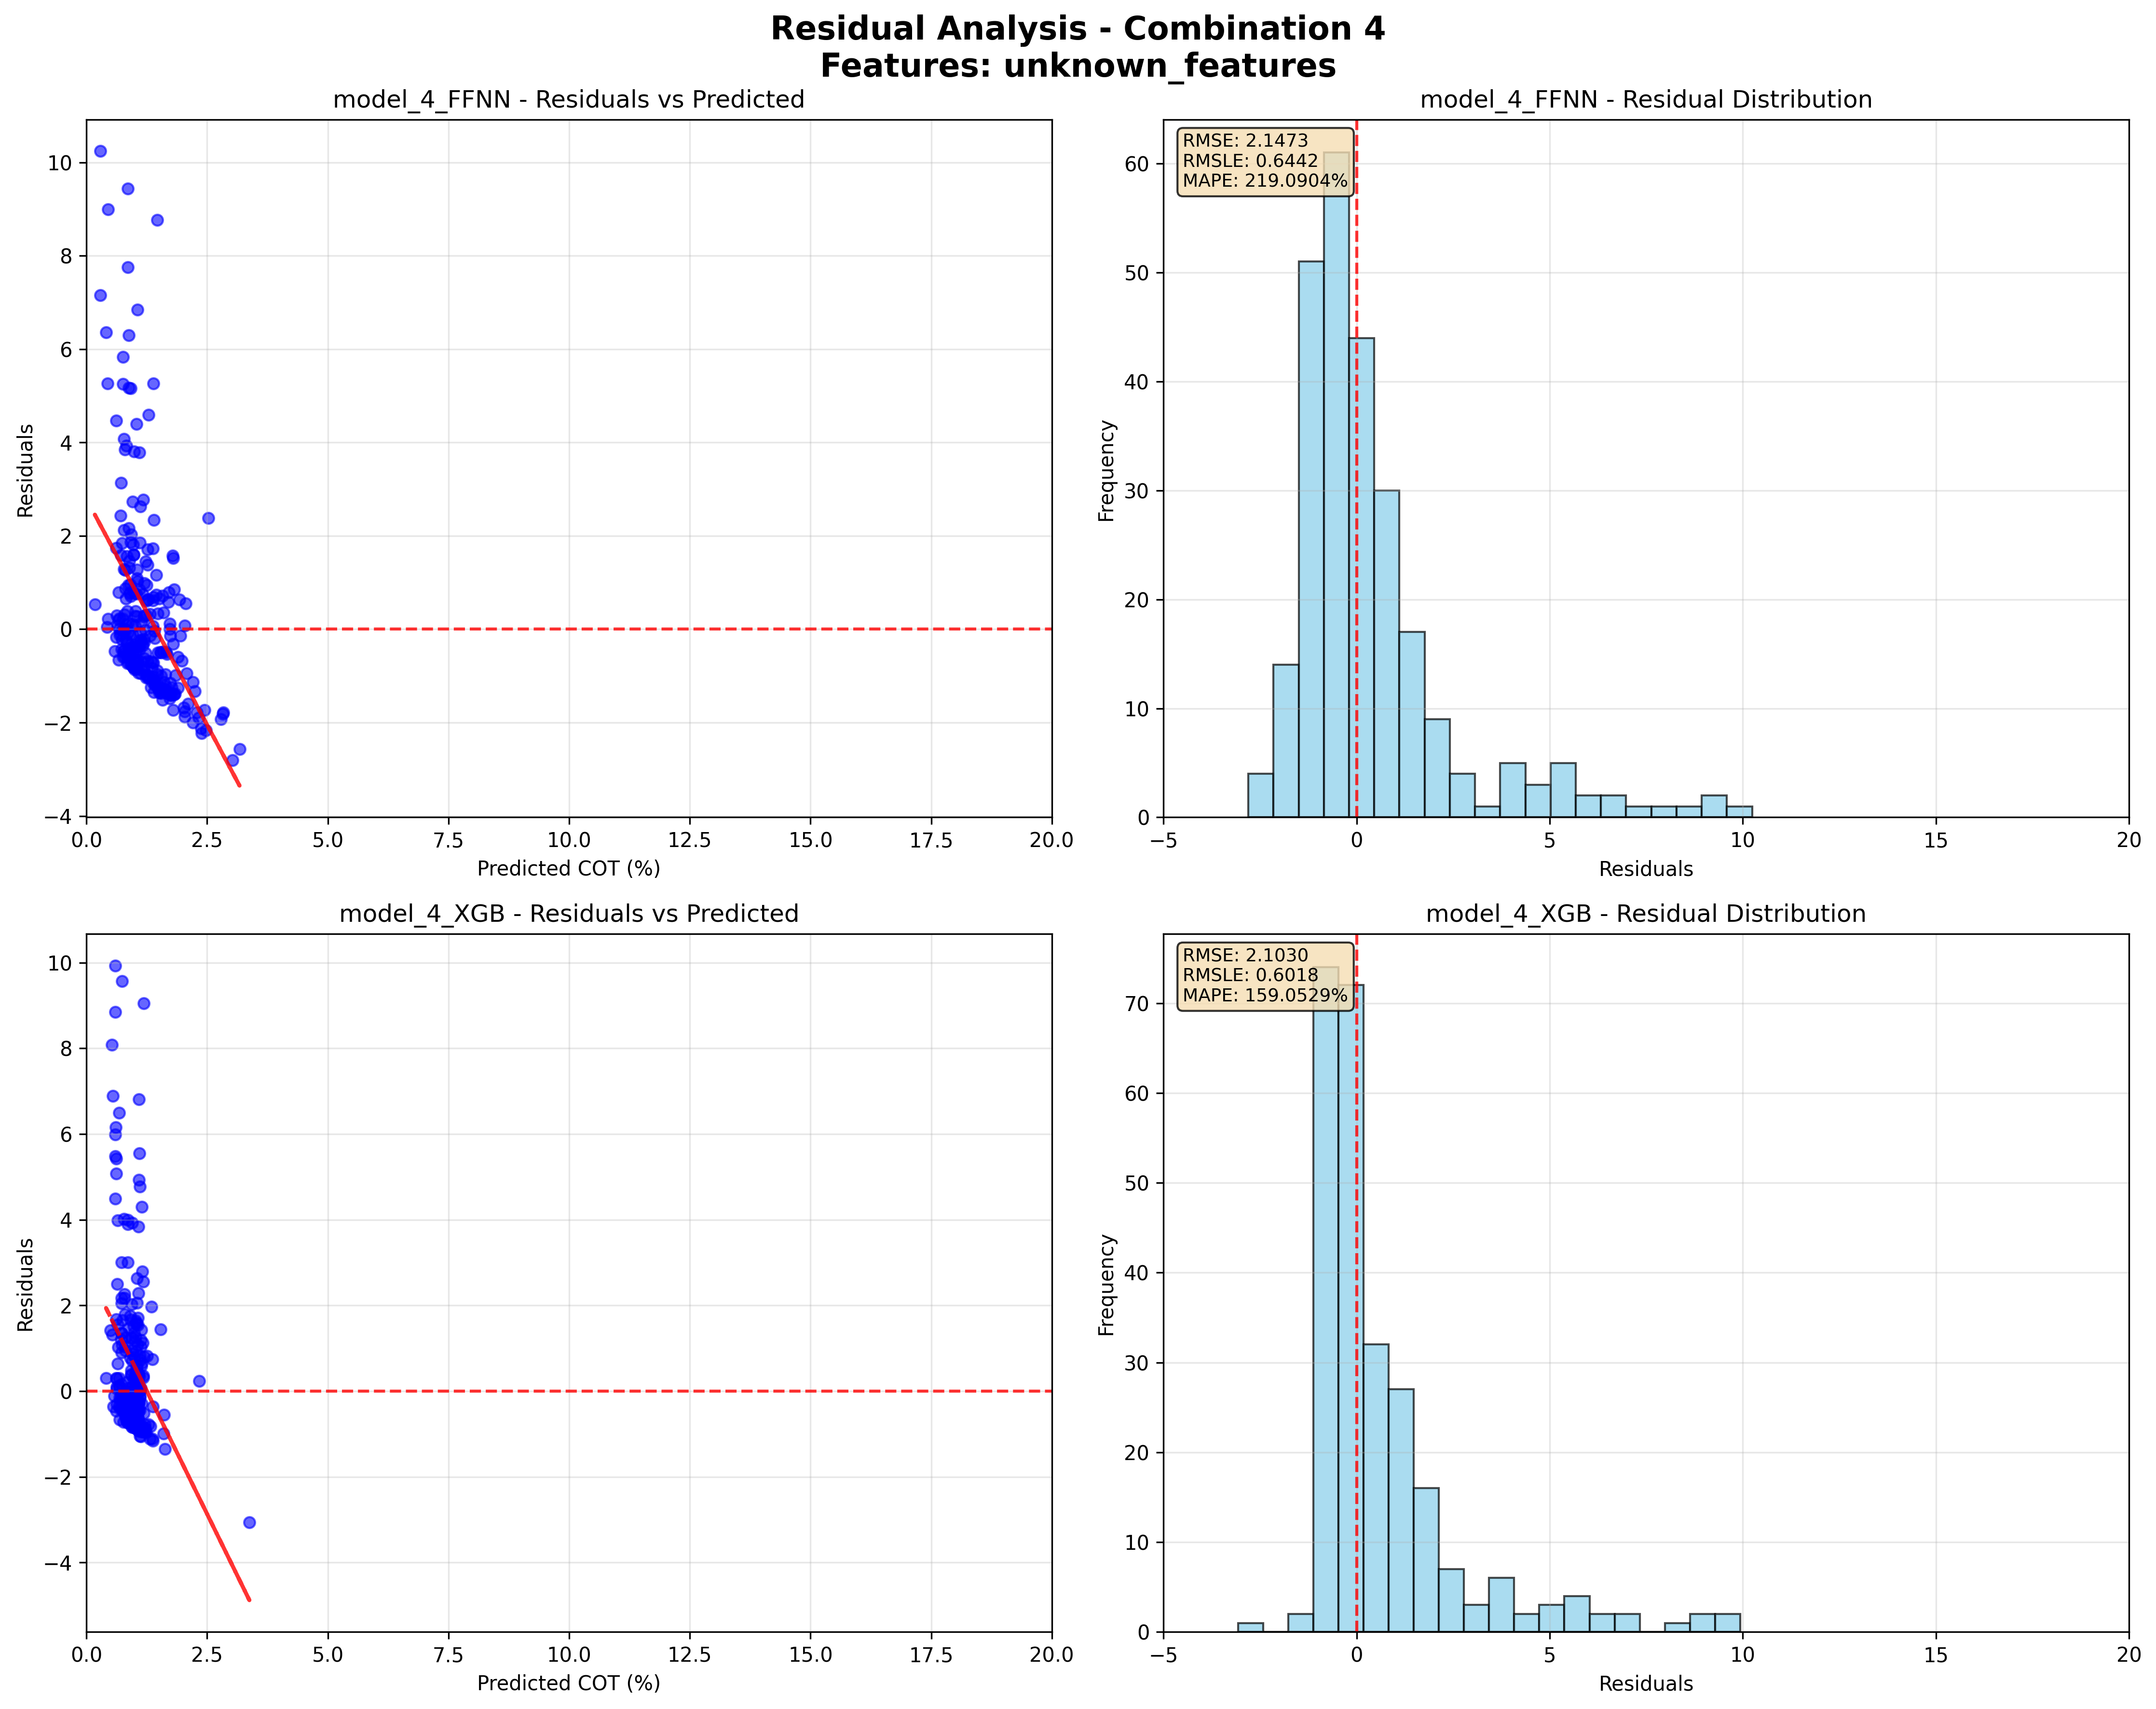 Residual Analysis - Combination 4
Features: unknown_features
model_4_FFNN - Residuals vs Predicted
10
8
6
4
2
0
−2
−4
Residuals
0.0 2.5 5.0 7.5 10.0 12.5 15.0 17.5 20.0
Predicted COT (%)
model_4_FFNN - Residual Distribution
RMSE: 2.1473
RMSLE: 0.6442
MAPE: 219.0904%
60
50
40
30
20
10
0
Frequency
−5 0 5 10 15 20
Residuals
model_4_XGB - Residuals vs Predicted
10
8
6
4
2
0
−2
−4
Residuals
0.0 2.5 5.0 7.5 10.0 12.5 15.0 17.5 20.0
Predicted COT (%)
model_4_XGB - Residual Distribution
RMSE: 2.1030
RMSLE: 0.6018
MAPE: 159.0529%
70
60
50
40
30
20
10
0
Frequency
−5 0 5 10 15 20
Residuals